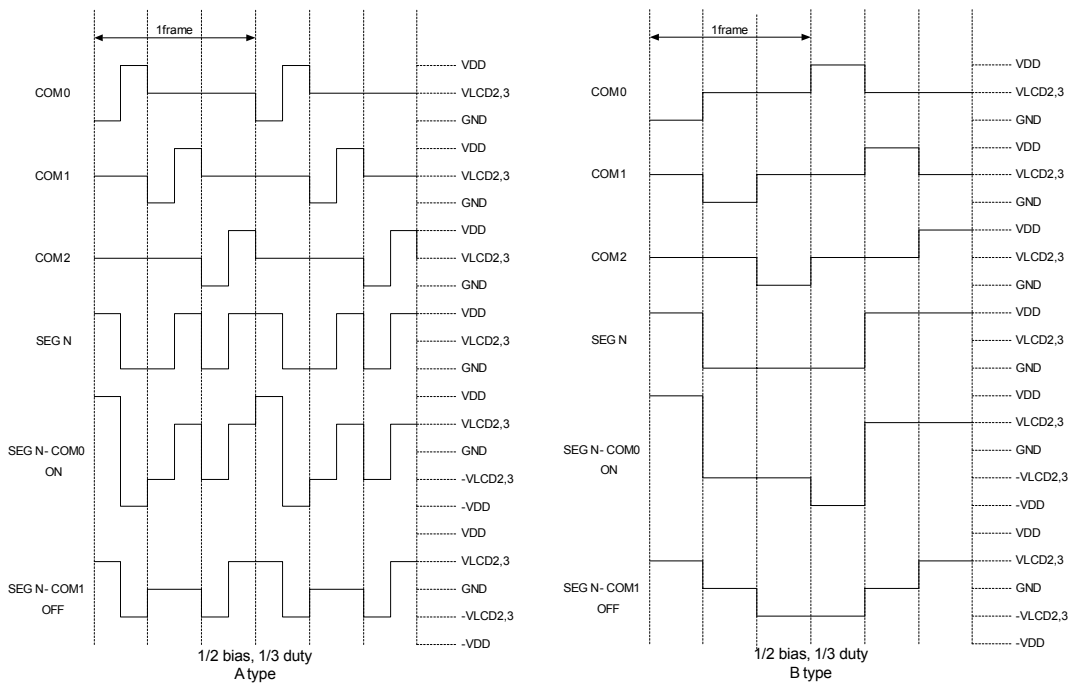 1frame
COM0
VDD
VLCD2,3
GND
COM1
VDD
VLCD2,3
GND
COM2
VDD
VLCD2,3
GND
SEG N
VDD
VLCD2,3
GND
SEG N- COM0
ON
VDD
VLCD2,3
GND
-VLCD2,3
-VDD
SEG N- COM1
OFF
VDD
VLCD2,3
GND
-VLCD2,3
-VDD
1/2 bias, 1/3 duty
A type
1frame
COM0
VDD
VLCD2,3
GND
COM1
VDD
VLCD2,3
GND
COM2
VDD
VLCD2,3
GND
SEG N
VDD
VLCD2,3
GND
SEG N- COM0
ON
VDD
VLCD2,3
GND
-VLCD2,3
-VDD
SEG N- COM1
OFF
VDD
VLCD2,3
GND
-VLCD2,3
-VDD
1/2 bias, 1/3 duty
B type